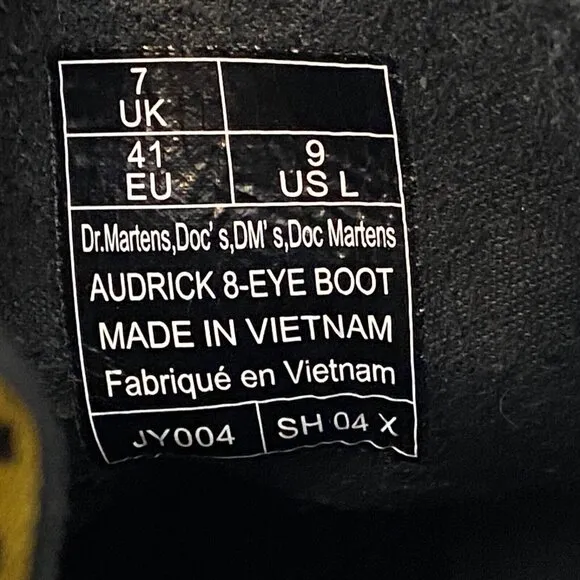 7
UK
41
EU
9
US L
Dr.Martens,Doc's,DM's,Doc Martens
AUDRICK 8-EYE BOOT
MADE IN VIETNAM
Fabriqué en Vietnam
JY004
SH 04 X